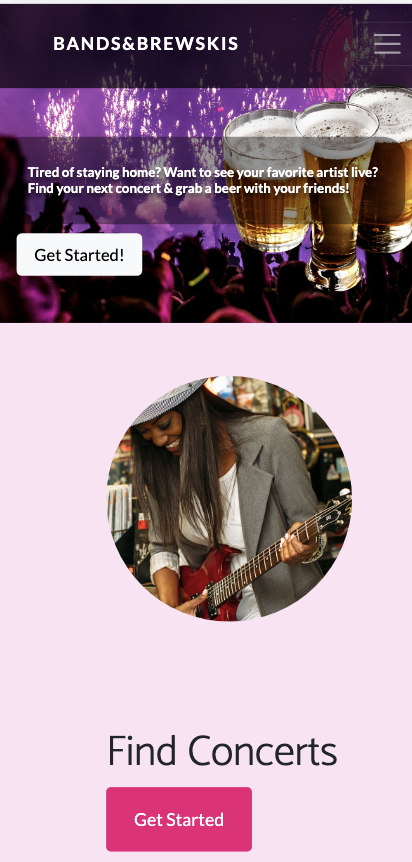 BANDS&BREWSKIS
Tired of staying home? Want to see your favorite artist live?
Find your next concert & grab a beer with your friends!
Get Started!
Find Concerts
Get Started